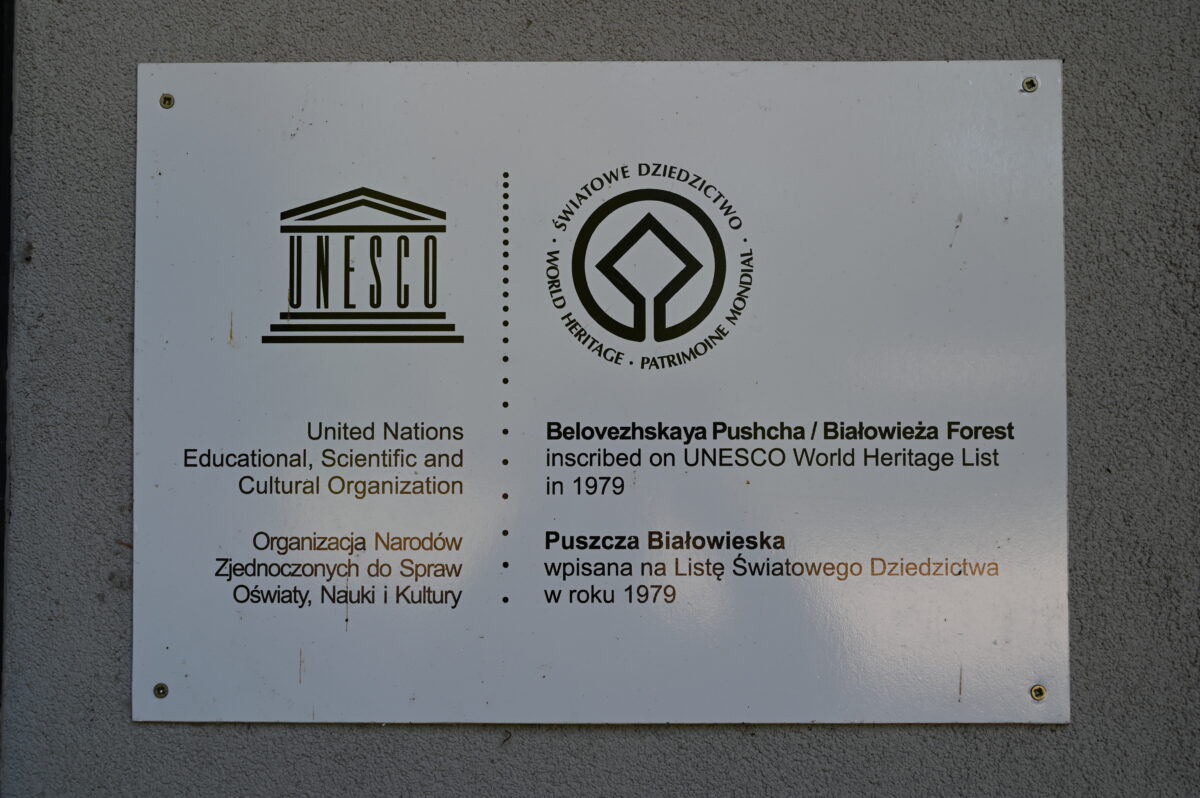 UNESCO
United Nations
Educational, Scientific and
Cultural Organization
Organizacja Narodów
Zjednoczonych do Spraw
Oświaty, Nauki i Kultury
· ŚWIATOWE DZIEDZICTWO ·
WORLD HERITAGE · PATRIMOINE MONDIAL
Belovezhskaya Pushcha / Białowieża Forest
inscribed on UNESCO World Heritage List
in 1979
Puszcza Białowieska
wpisana na Listę Światowego Dziedzictwa
w roku 1979